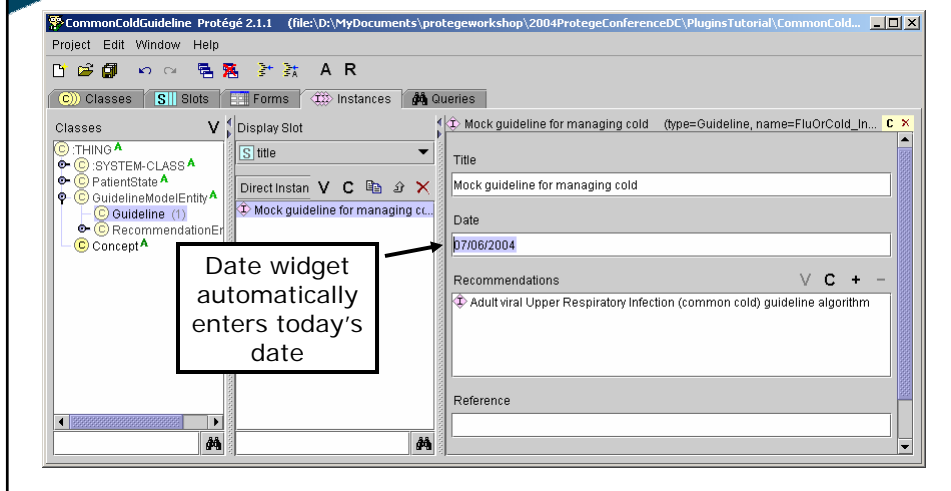 CommonColdGuideline Protégé 2.1.1 (file:\D:\MyDocuments\protegeworkshop\2004ProtegeConferenceDC\PluginsTutorial\CommonCold...
Project Edit Window Help
A R
C Classes S Slots Forms Instances Queries
Classes V
C :THING A
C :SYSTEM-CLASS A
C PatientState A
C GuidelineModelEntity A
C Guideline (1)
C RecommendationEr
C Concept A
Display Slot
S title
Direct Instan V C
Mock guideline for managing co...
Mock guideline for managing cold (type=Guideline, name=FluOrCold_In... C ×
Title
Mock guideline for managing cold
Date
07/06/2004
Recommendations V C + −
Adult viral Upper Respiratory Infection (common cold) guideline algorithm
Reference
Date widget
automatically
enters today's
date